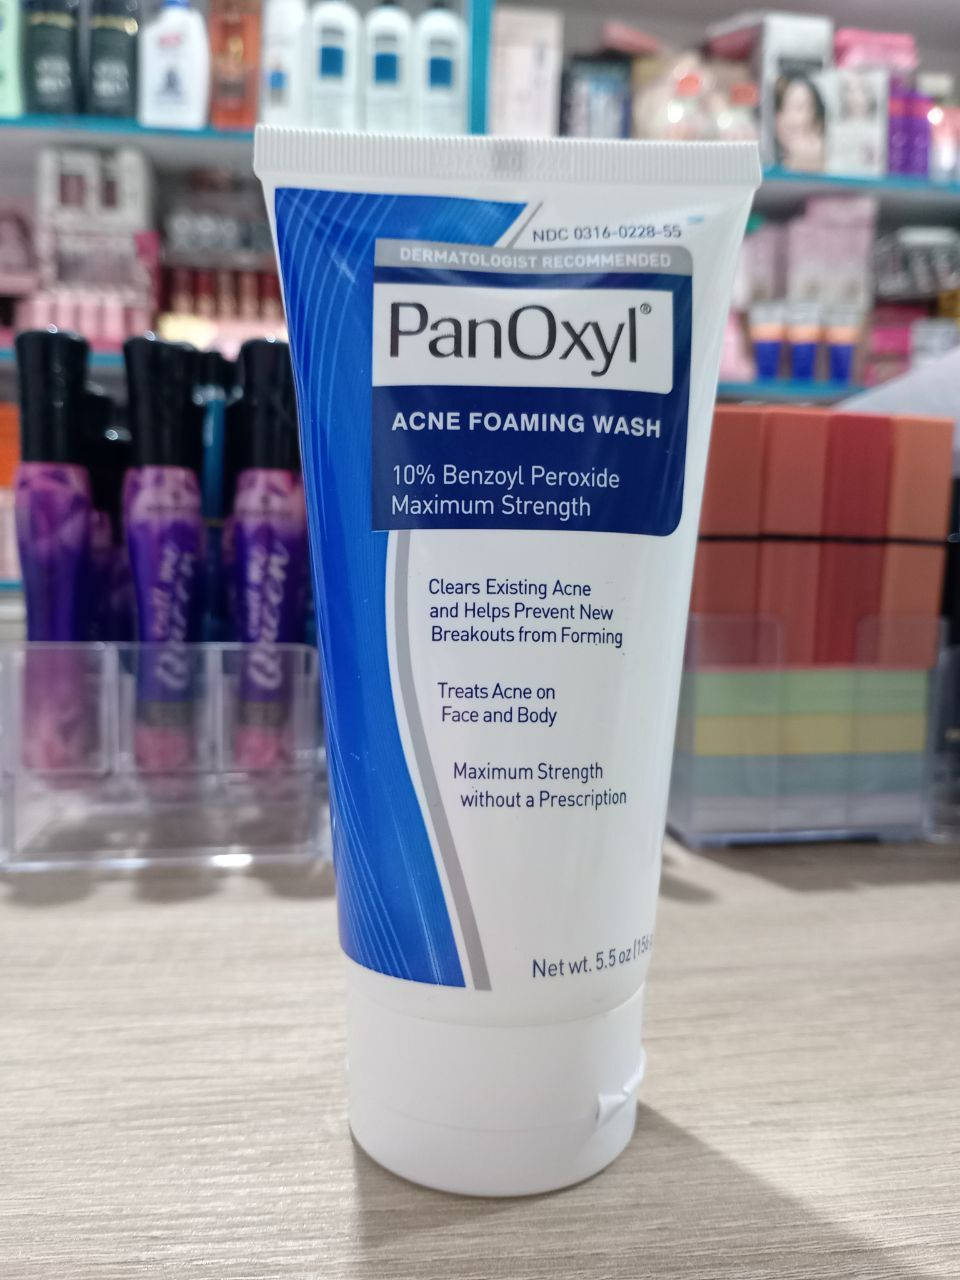 NDC 0316-0228-55
DERMATOLOGIST RECOMMENDED
PanOxyl®
ACNE FOAMING WASH
10% Benzoyl Peroxide
Maximum Strength
Clears Existing Acne
and Helps Prevent New
Breakouts from Forming
Treats Acne on
Face and Body
Maximum Strength
without a Prescription
Net wt. 5.5 oz